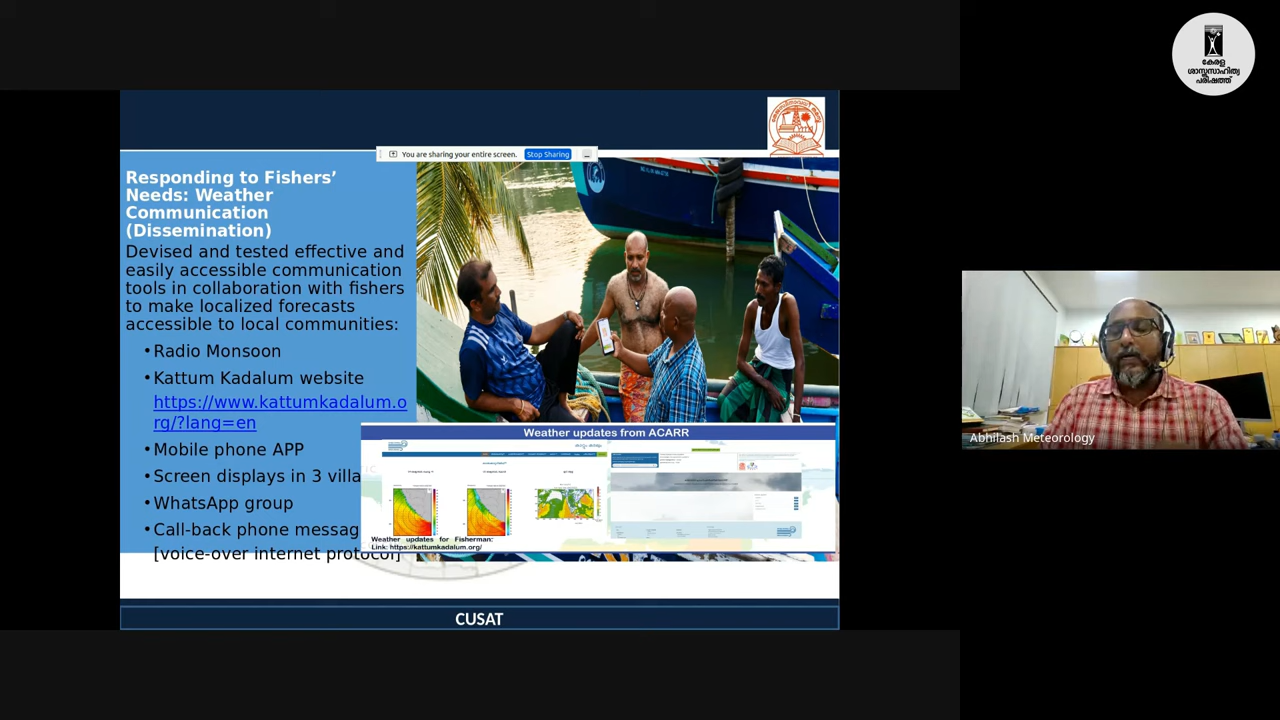 കേരള
ശാസ്ത്രസാഹിത്യ
പരിഷത്ത്
You are sharing your entire screen.
Stop Sharing
Responding to Fishers’
Needs: Weather
Communication
(Dissemination)
Devised and tested effective and
easily accessible communication
tools in collaboration with fishers
to make localized forecasts
accessible to local communities:
•Radio Monsoon
•Kattum Kadalum website
https://www.kattumkadalum.o
rg/?lang=en
•Mobile phone APP
•Screen displays in 3 villa
•WhatsApp group
•Call-back phone messag
[voice-over internet protocol]
Weather updates from ACARR
Weather updates for Fisherman:
Link: https://kattumkadalum.org/
Abhilash Meteorology
CUSAT